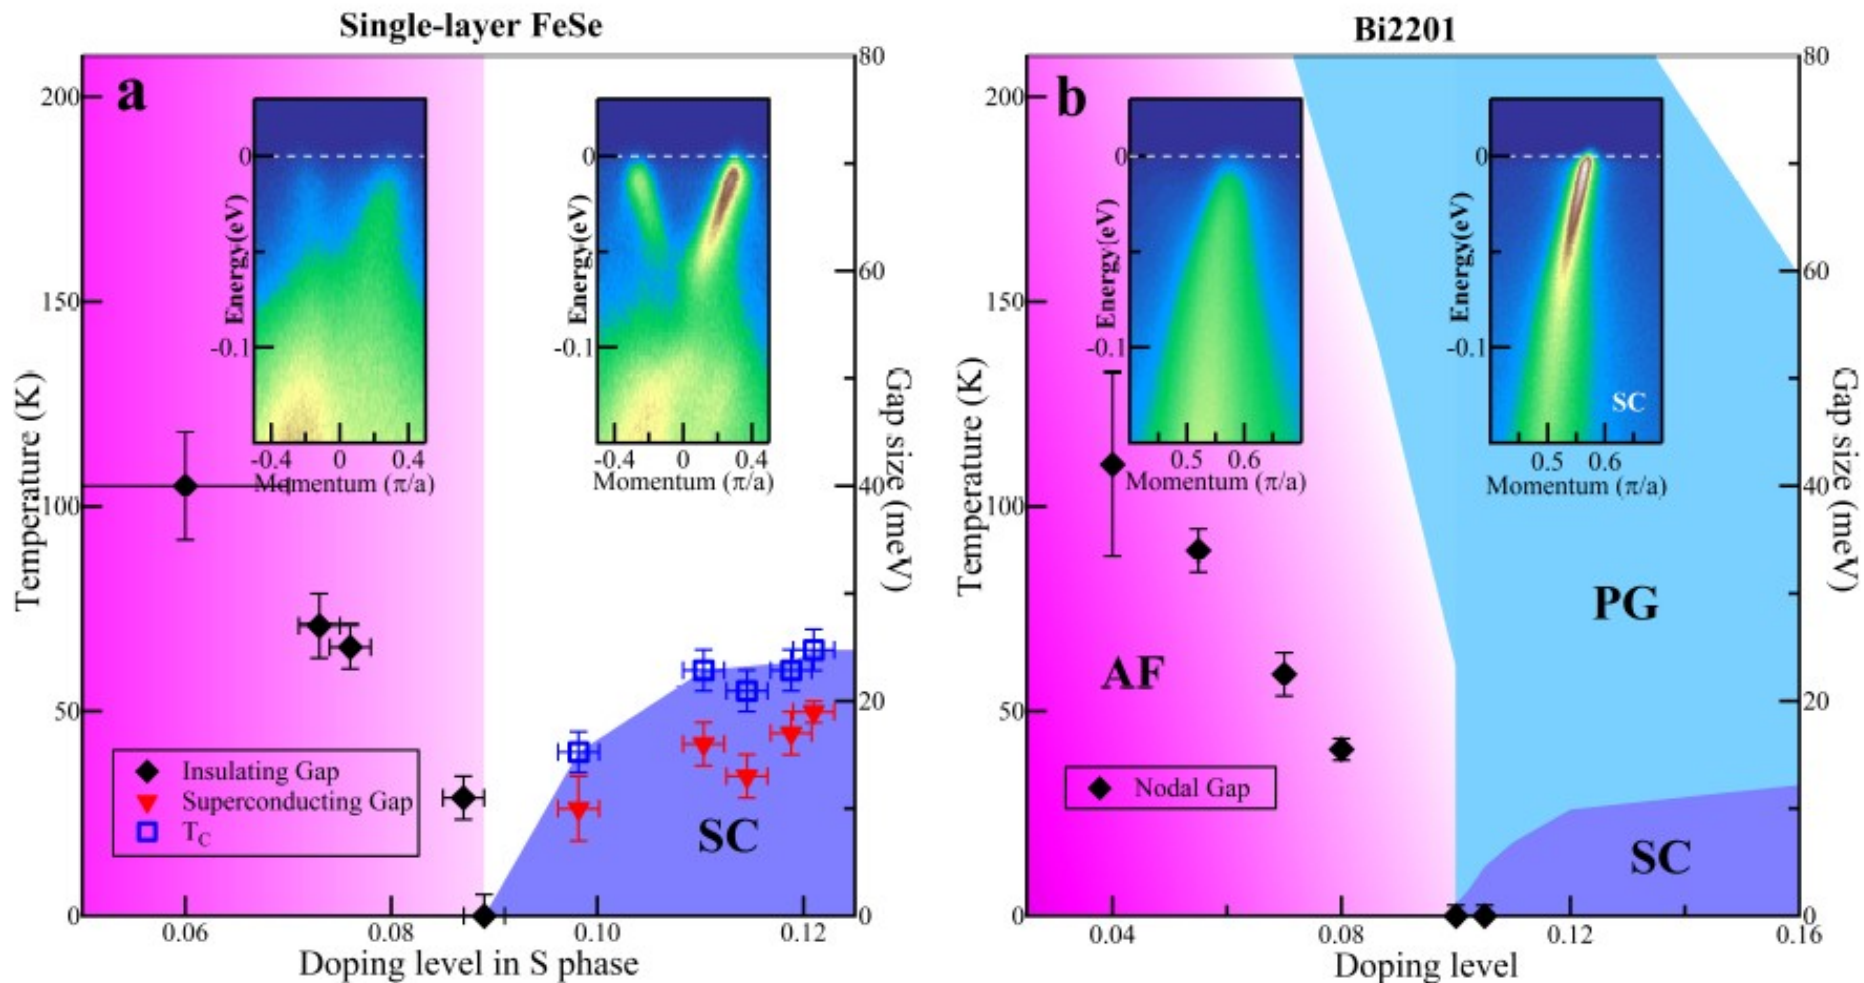 Single-layer FeSe
a
Temperature (K)
200
150
100
50
0
Energy(eV)
0
-0.1
-0.4 0 0.4
Momentum (π/a)
Energy(eV)
0
-0.1
-0.4 0 0.4
Momentum (π/a)
Insulating Gap
Superconducting Gap
T_C
SC
80
60
40
20
0
Gap size (meV)
0.06 0.08 0.10 0.12
Doping level in S phase
Bi2201
b
Temperature (K)
200
150
100
50
0
Energy(eV)
0
-0.1
0.5 0.6
Momentum (π/a)
Energy(eV)
0
-0.1
SC
0.5 0.6
Momentum (π/a)
AF
PG
SC
Nodal Gap
80
60
40
20
0
Gap size (meV)
0.04 0.08 0.12 0.16
Doping level